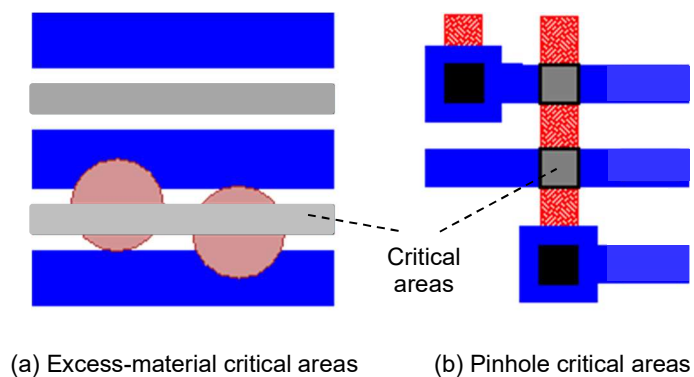 Critical
areas
(a) Excess-material critical areas
(b) Pinhole critical areas